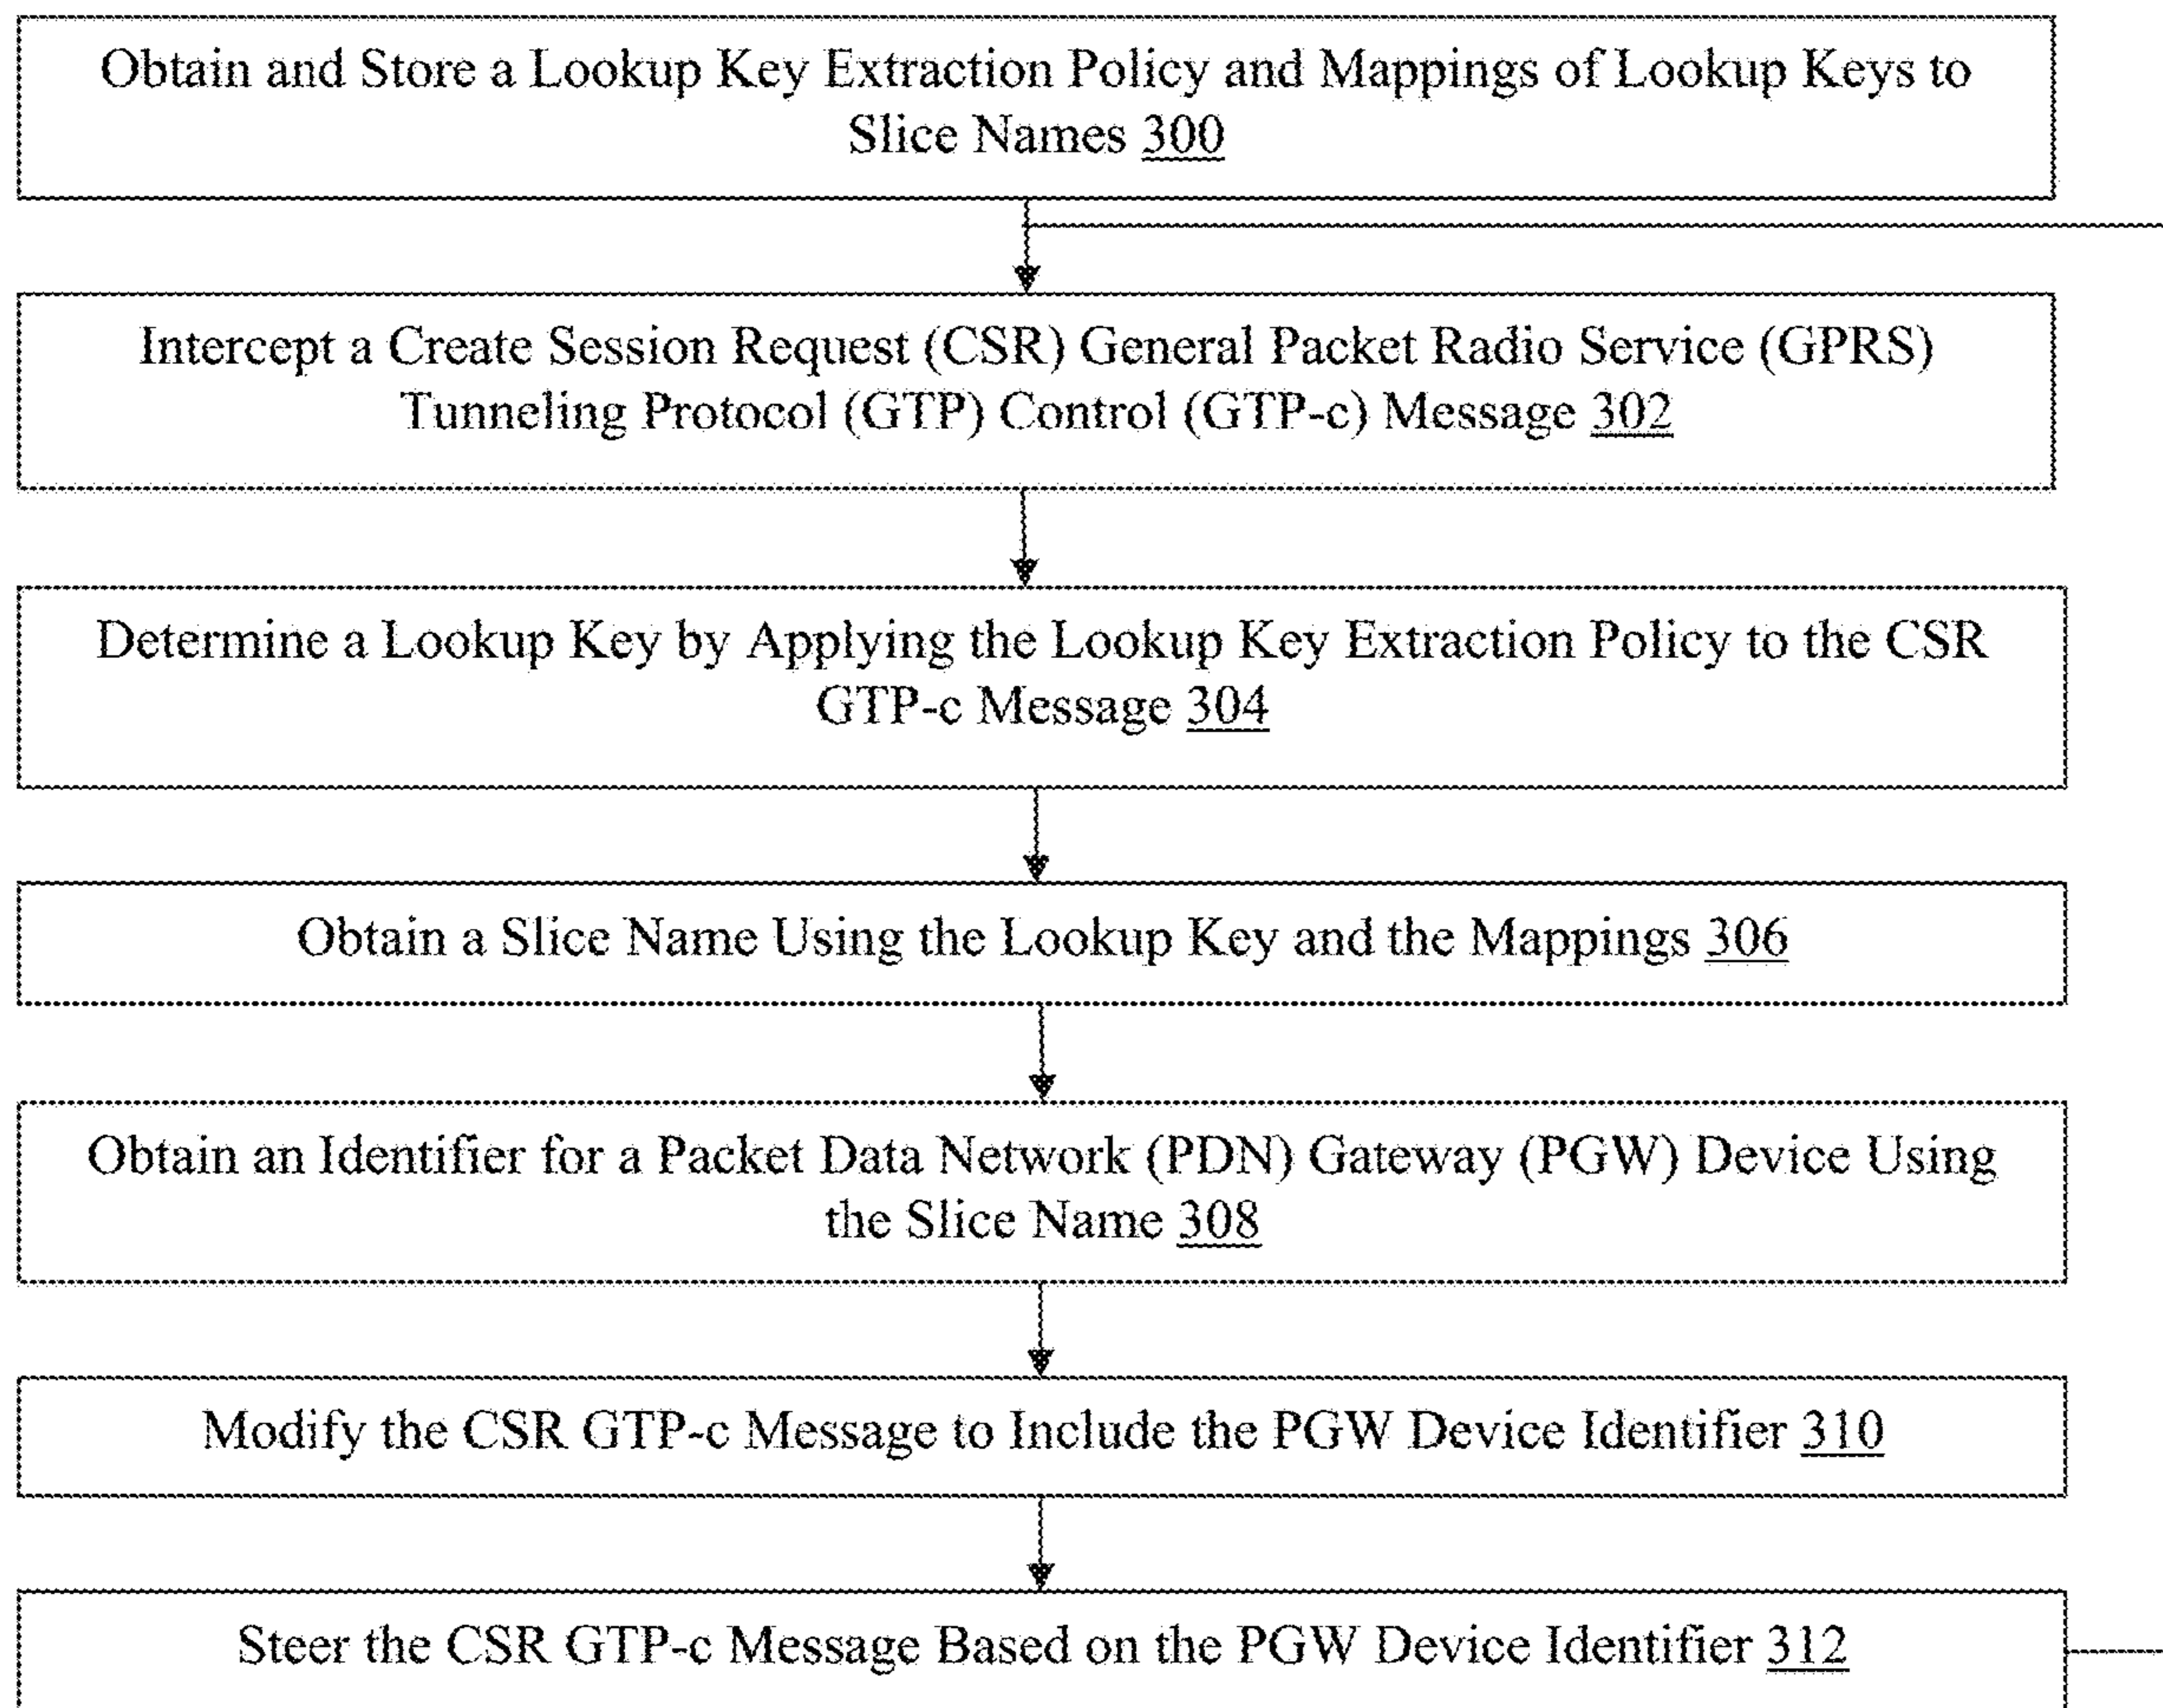 Obtain and Store a Lookup Key Extraction Policy and Mappings of Lookup Keys to
Slice Names 300
Intercept a Create Session Request (CSR) General Packet Radio Service (GPRS)
Tunneling Protocol (GTP) Control (GTP-c) Message 302
Determine a Lookup Key by Applying the Lookup Key Extraction Policy to the CSR
GTP-c Message 304
Obtain a Slice Name Using the Lookup Key and the Mappings 306
Obtain an Identifier for a Packet Data Network (PDN) Gateway (PGW) Device Using
the Slice Name 308
Modify the CSR GTP-c Message to Include the PGW Device Identifier 310
Steer the CSR GTP-c Message Based on the PGW Device Identifier 312